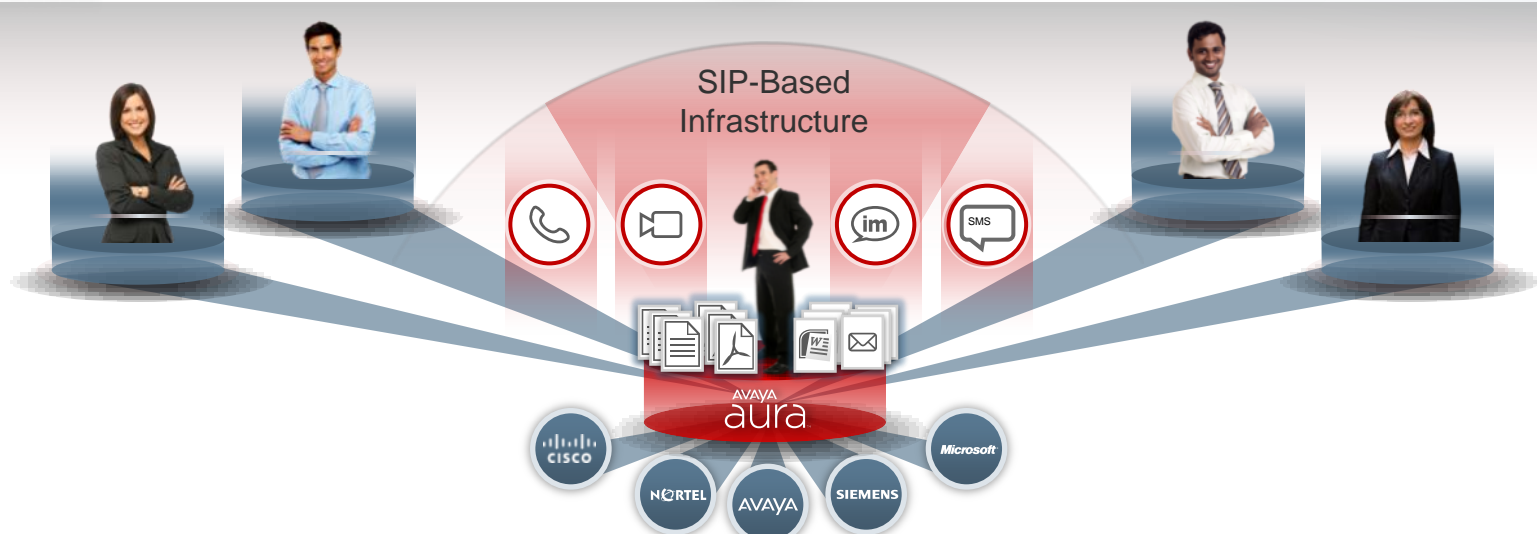 SIP-Based
Infrastructure
im
SMS
W
AVAYA
aura
CISCO
Microsoft
NORTEL
AVAYA
SIEMENS